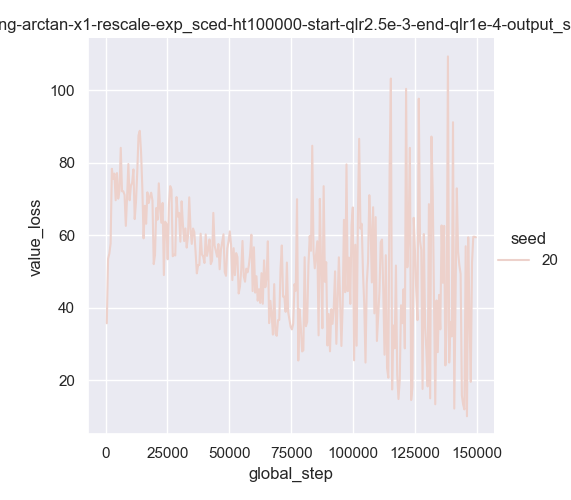 ng-arctan-x1-rescale-exp_sced-ht100000-start-qlr2.5e-3-end-qlr1e-4-output_s
100
80
60
40
20
value_loss
0 25000 50000 75000 100000 125000 150000
global_step
seed
20